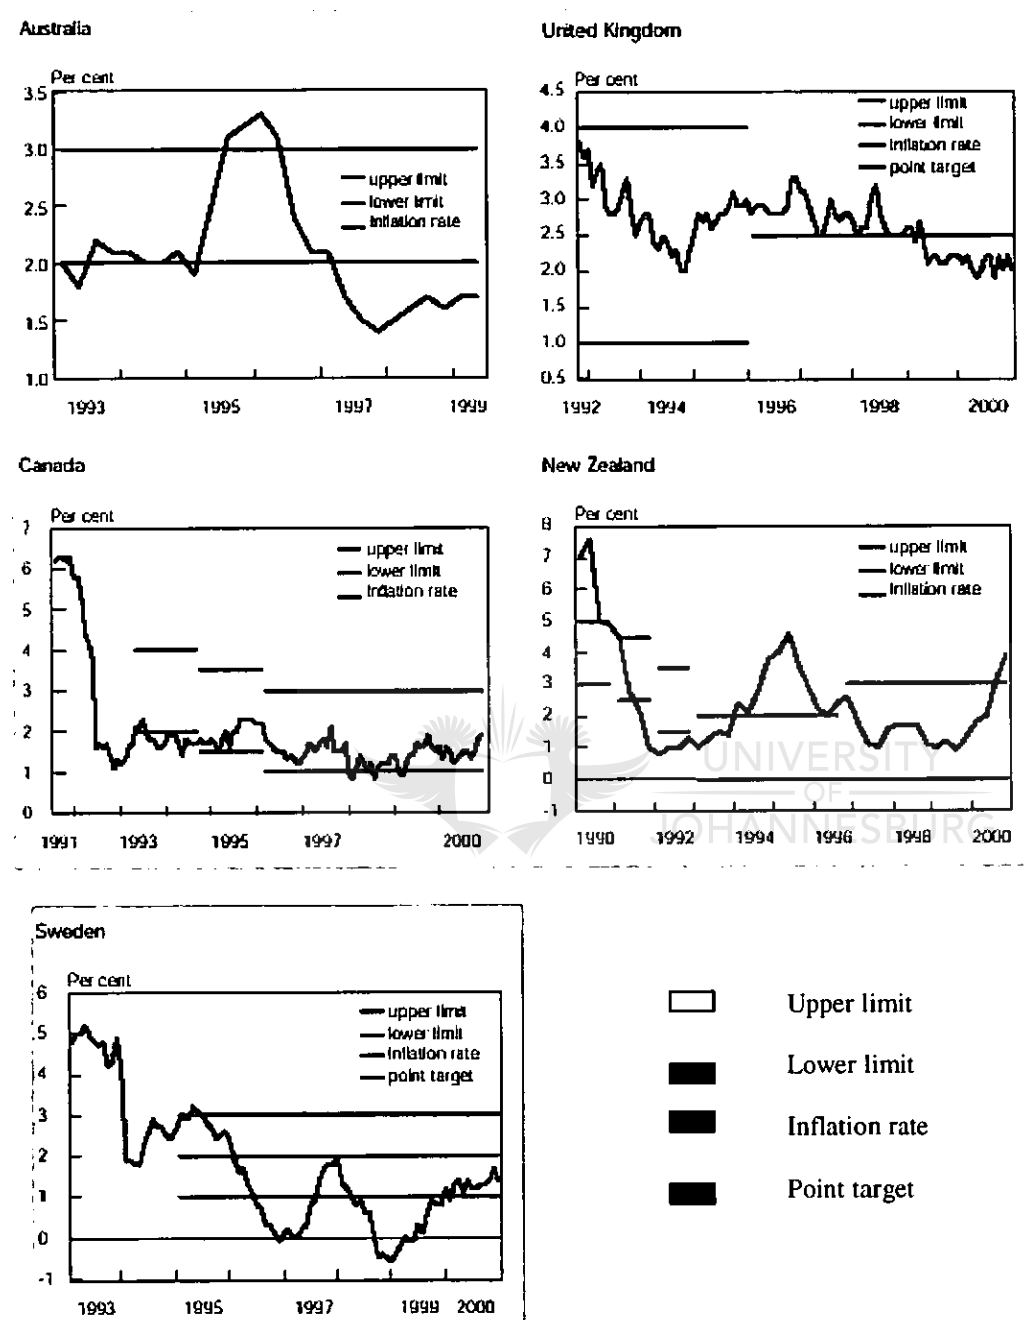 Australia
Per cent
3.5
3.0
2.5
2.0
1.5
1.0
upper limit
lower limit
Inflation rate
1993 1995 1997 1999
United Kingdom
Per cent
4.5
4.0
3.5
3.0
2.5
2.0
1.5
1.0
0.5
upper limit
lower limit
Inflation rate
point target
1992 1994 1996 1998 2000
Canada
Per cent
7
6
5
4
3
2
1
0
upper limit
lower limit
Inflation rate
1991 1993 1995 1997 2000
New Zealand
Per cent
8
7
6
5
4
3
2
1
0
-1
upper limit
lower limit
Inflation rate
1990 1992 1994 1996 1998 2000
UNIVERSITY
OF
JOHANNESBURG
Sweden
Per cent
6
5
4
3
2
1
0
-1
upper limit
lower limit
Inflation rate
point target
1993 1995 1997 1999 2000
Upper limit
Lower limit
Inflation rate
Point target